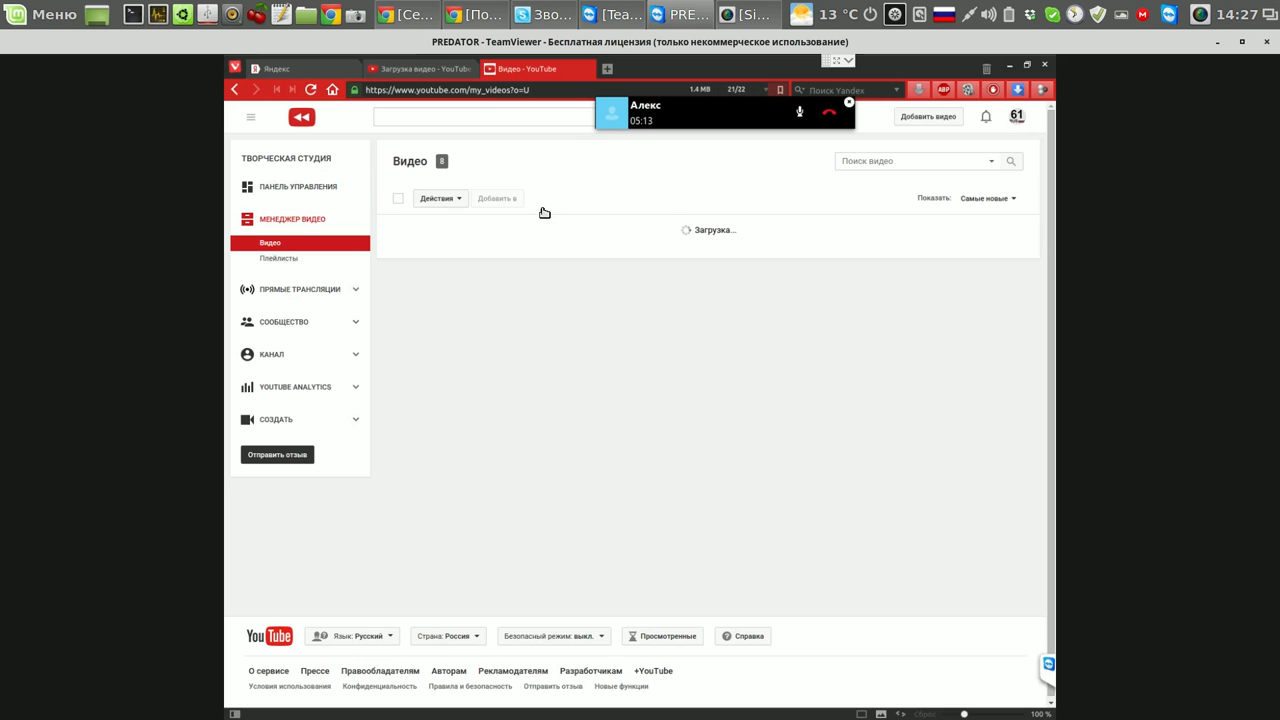 Меню
[Се...
[По...
Зво...
[Tea...
PRE...
[Si...
13 °C
14:27
PREDATOR - TeamViewer - Бесплатная лицензия (только некоммерческое использование)
Яндекс
Загрузка видео - YouTub
Видео - YouTube
https://www.youtube.com/my_videos?o=U
1.4 MB
21/22
Поиск Yandex
ABP
Алекс
05:13
Добавить видео
61
ТВОРЧЕСКАЯ СТУДИЯ
ПАНЕЛЬ УПРАВЛЕНИЯ
МЕНЕДЖЕР ВИДЕО
Видео
Плейлисты
ПРЯМЫЕ ТРАНСЛЯЦИИ
СООБЩЕСТВО
КАНАЛ
YOUTUBE ANALYTICS
СОЗДАТЬ
Отправить отзыв
Видео 8
Поиск видео
Действия
Добавить в
Показать: Самые новые
Загрузка...
YouTube
Язык: Русский
Страна: Россия
Безопасный режим: выкл.
Просмотренные
Справка
О сервисе Прессе Правообладателям Авторам Рекламодателям Разработчикам +YouTube
Условия использования Конфиденциальность Правила и безопасность Отправить отзыв Новые функции
Сброс
100 %